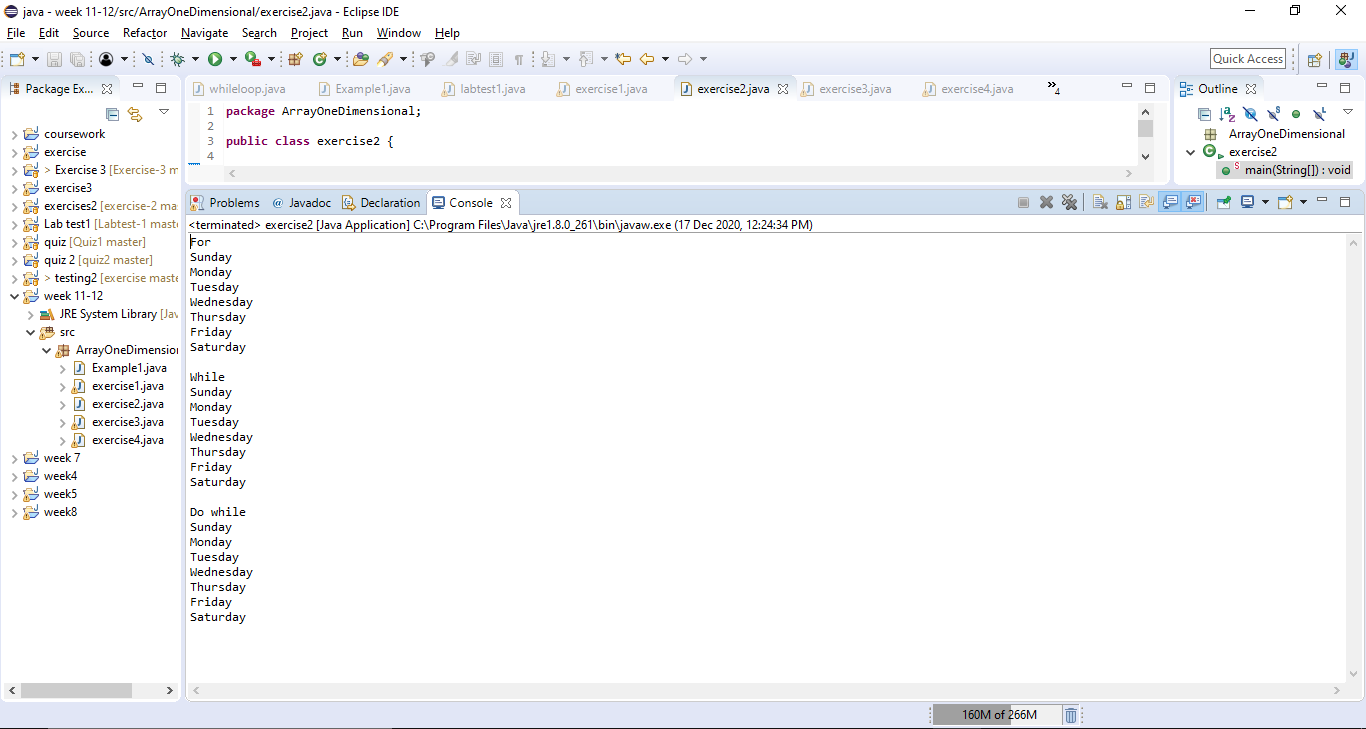 java - week 11-12/src/ArrayOneDimensional/exercise2.java - Eclipse IDE
File Edit Source Refactor Navigate Search Project Run Window Help
Quick Access
Package Ex...
coursework
exercise
> Exercise 3 [Exercise-3 m
exercise3
exercises2 [exercise-2 ma
Lab test1 [Labtest-1 maste
quiz [Quiz1 master]
quiz 2 [quiz2 master]
> testing2 [exercise maste
week 11-12
JRE System Library [Jav
src
ArrayOneDimension
Example1.java
exercise1.java
exercise2.java
exercise3.java
exercise4.java
week 7
week4
week5
week8
whileloop.java Example1.java labtest1.java exercise1.java exercise2.java exercise3.java exercise4.java »4
1 package ArrayOneDimensional;
2
3 public class exercise2 {
4
Outline
ArrayOneDimensional
exercise2
main(String[]) : void
Problems @ Javadoc Declaration Console
<terminated> exercise2 [Java Application] C:\Program Files\Java\jre1.8.0_261\bin\javaw.exe (17 Dec 2020, 12:24:34 PM)
For
Sunday
Monday
Tuesday
Wednesday
Thursday
Friday
Saturday
While
Sunday
Monday
Tuesday
Wednesday
Thursday
Friday
Saturday
Do while
Sunday
Monday
Tuesday
Wednesday
Thursday
Friday
Saturday
160M of 266M